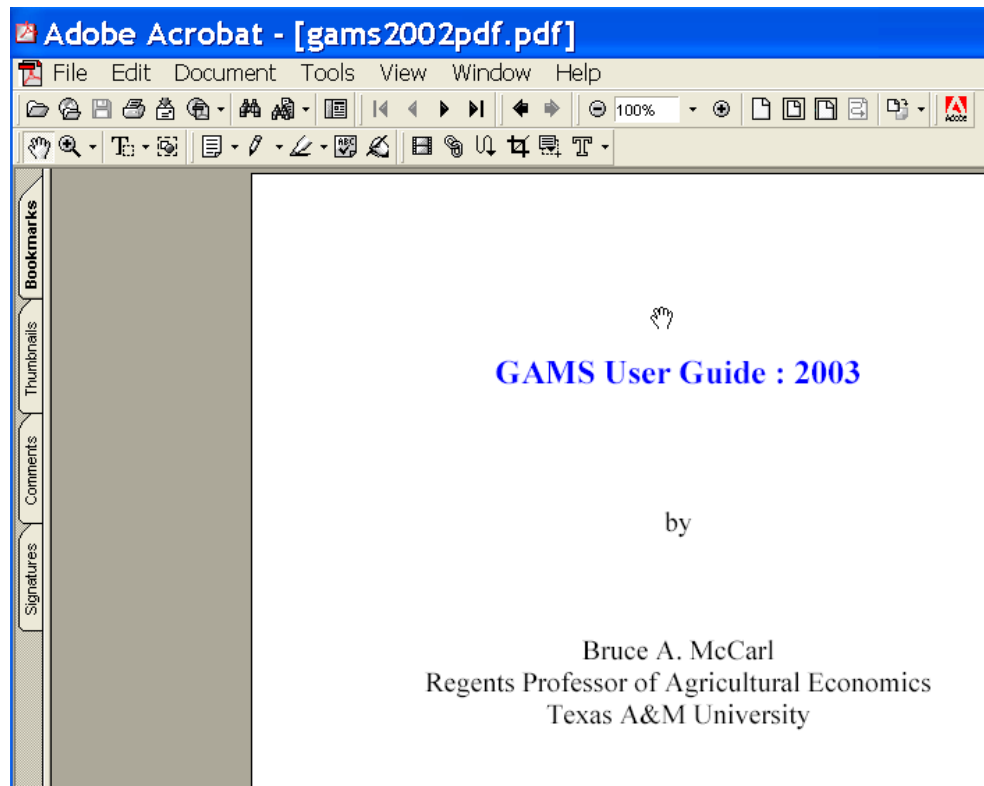 Adobe Acrobat - [gams2002pdf.pdf]
File Edit Document Tools View Window Help
100%
Adobe
Bookmarks
Thumbnails
Comments
Signatures
GAMS User Guide : 2003
by
Bruce A. McCarl
Regents Professor of Agricultural Economics
Texas A&M University